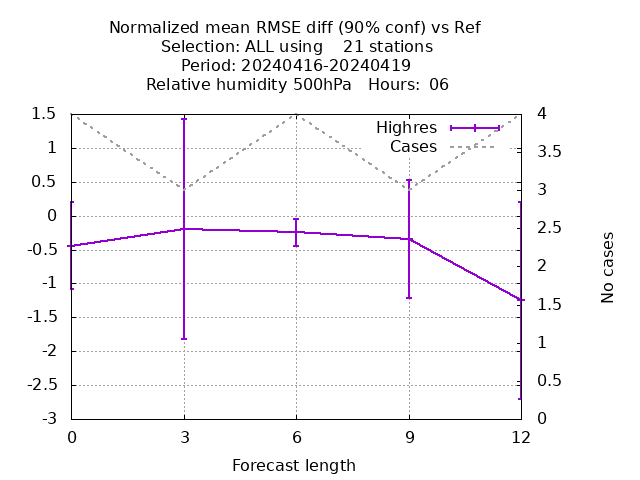 Normalized mean RMSE diff (90% conf) vs Ref
Selection: ALL using    21 stations
Period: 20240416-20240419
Relative humidity 500hPa   Hours:  06
Highres
Cases
1.5
1
0.5
0
-0.5
-1
-1.5
-2
-2.5
-3
4
3.5
3
2.5
2
1.5
1
0.5
0
No cases
0 3 6 9 12
Forecast length